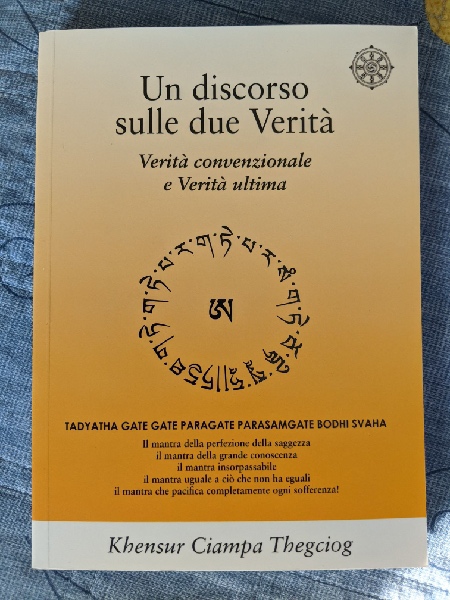 Un discorso
sulle due Verità
Verità convenzionale
e Verità ultima
ཨ
TADYATHA GATE GATE PARAGATE PARASAMGATE BODHI SVAHA
Il mantra della perfezione della saggezza
il mantra della grande conoscenza
il mantra insorpassabile
il mantra uguale a ciò che non ha eguali
il mantra che pacifica completamente ogni sofferenza!
Khensur Ciampa Thegciog